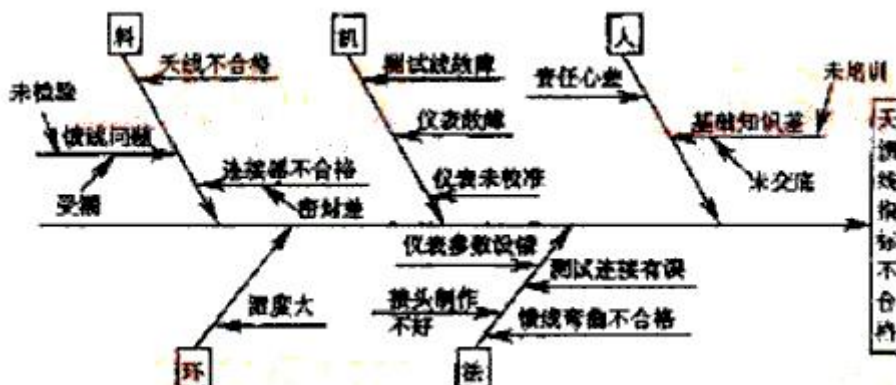 料
机
人
天线不合格
测试线故障
责任心差
未培训
未检验
馈线问题
仪表故障
基础知识差
受潮
连接器不合格
密封差
仪表未校准
未交底
天馈线指标不合格
仪表参数设错
测试连接有误
湿度大
接头制作
不好
馈线弯曲不合格
环
法